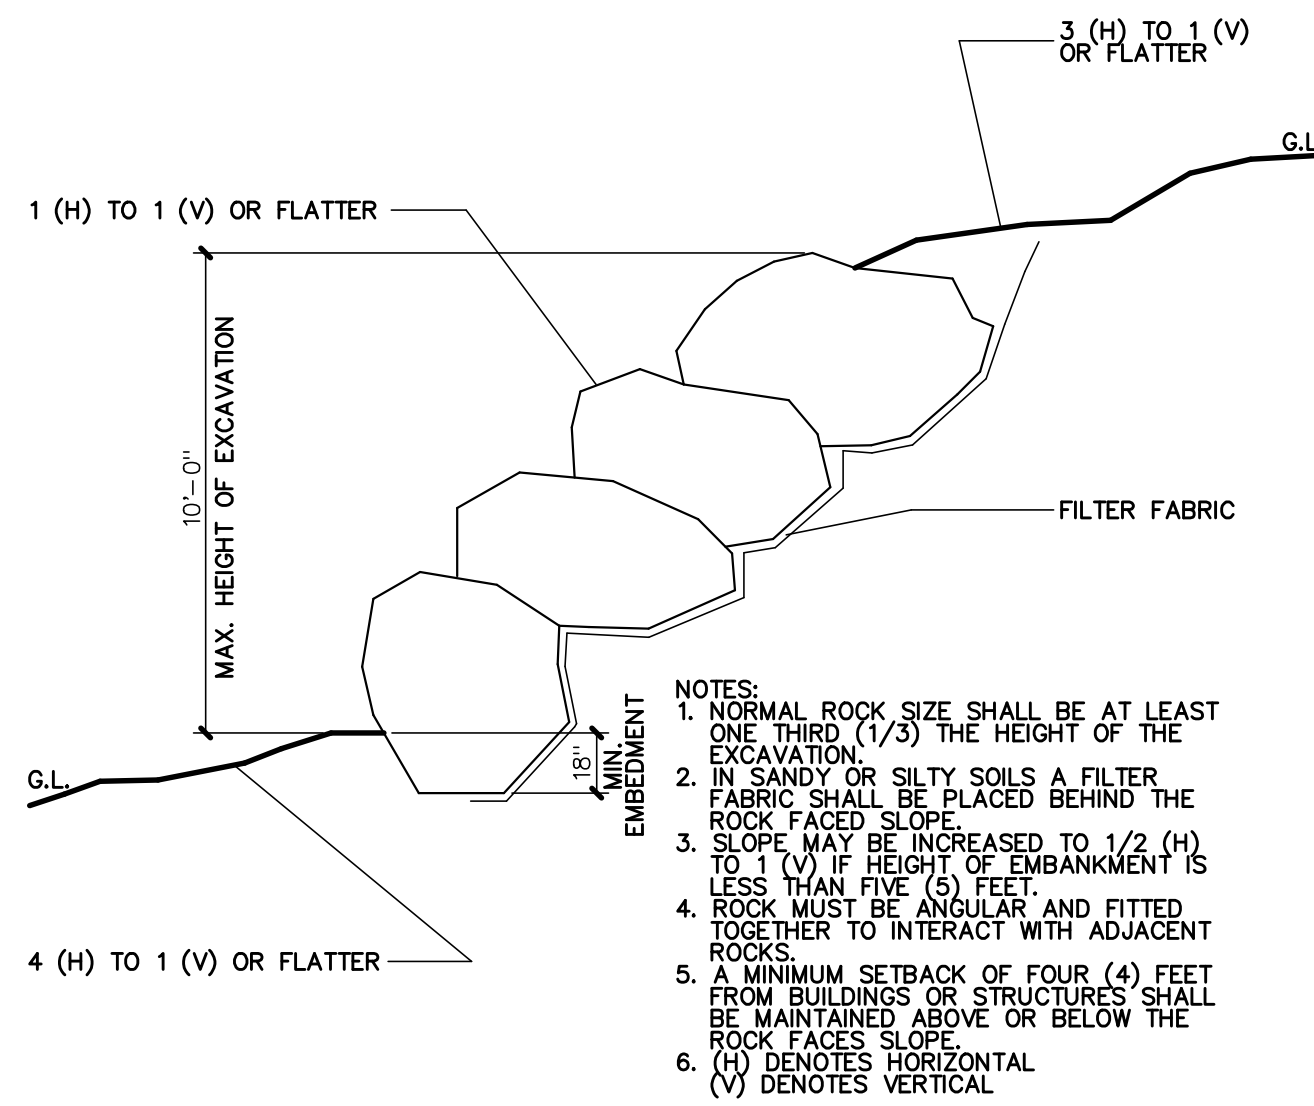 3 (H) TO 1 (V)
OR FLATTER
G.L
1 (H) TO 1 (V) OR FLATTER
MAX. HEIGHT OF EXCAVATION
10'-0"
FILTER FABRIC
18"
MIN.
EMBEDMENT
G.L.
4 (H) TO 1 (V) OR FLATTER
NOTES:
1. NORMAL ROCK SIZE SHALL BE AT LEAST
ONE THIRD (1/3) THE HEIGHT OF THE
EXCAVATION.
2. IN SANDY OR SILTY SOILS A FILTER
FABRIC SHALL BE PLACED BEHIND THE
ROCK FACED SLOPE.
3. SLOPE MAY BE INCREASED TO 1/2 (H)
TO 1 (V) IF HEIGHT OF EMBANKMENT IS
LESS THAN FIVE (5) FEET.
4. ROCK MUST BE ANGULAR AND FITTED
TOGETHER TO INTERACT WITH ADJACENT
ROCKS.
5. A MINIMUM SETBACK OF FOUR (4) FEET
FROM BUILDINGS OR STRUCTURES SHALL
BE MAINTAINED ABOVE OR BELOW THE
ROCK FACES SLOPE.
6. (H) DENOTES HORIZONTAL
(V) DENOTES VERTICAL